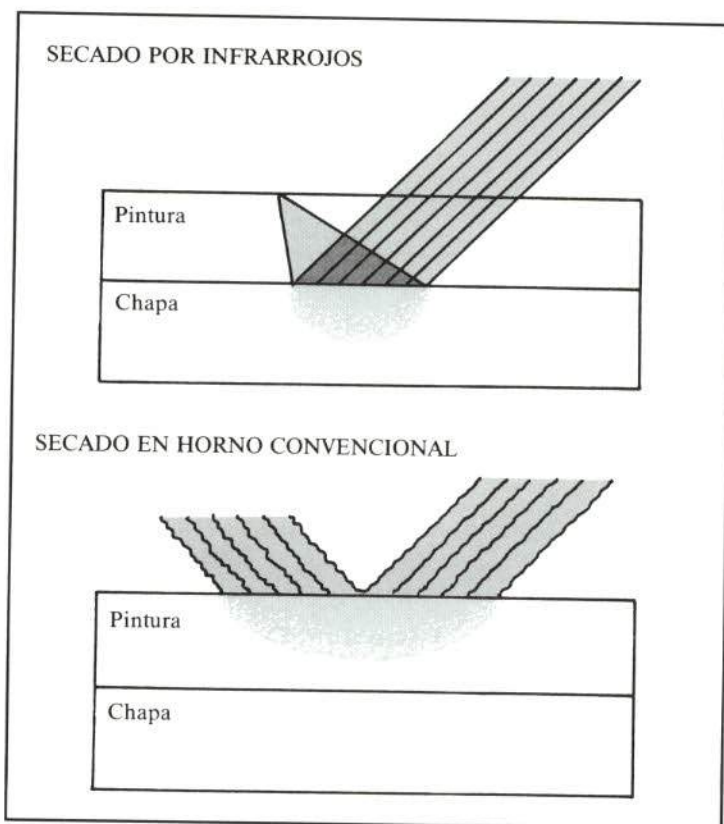 SECADO POR INFRARROJOS
Pintura
Chapa
SECADO EN HORNO CONVENCIONAL
Pintura
Chapa